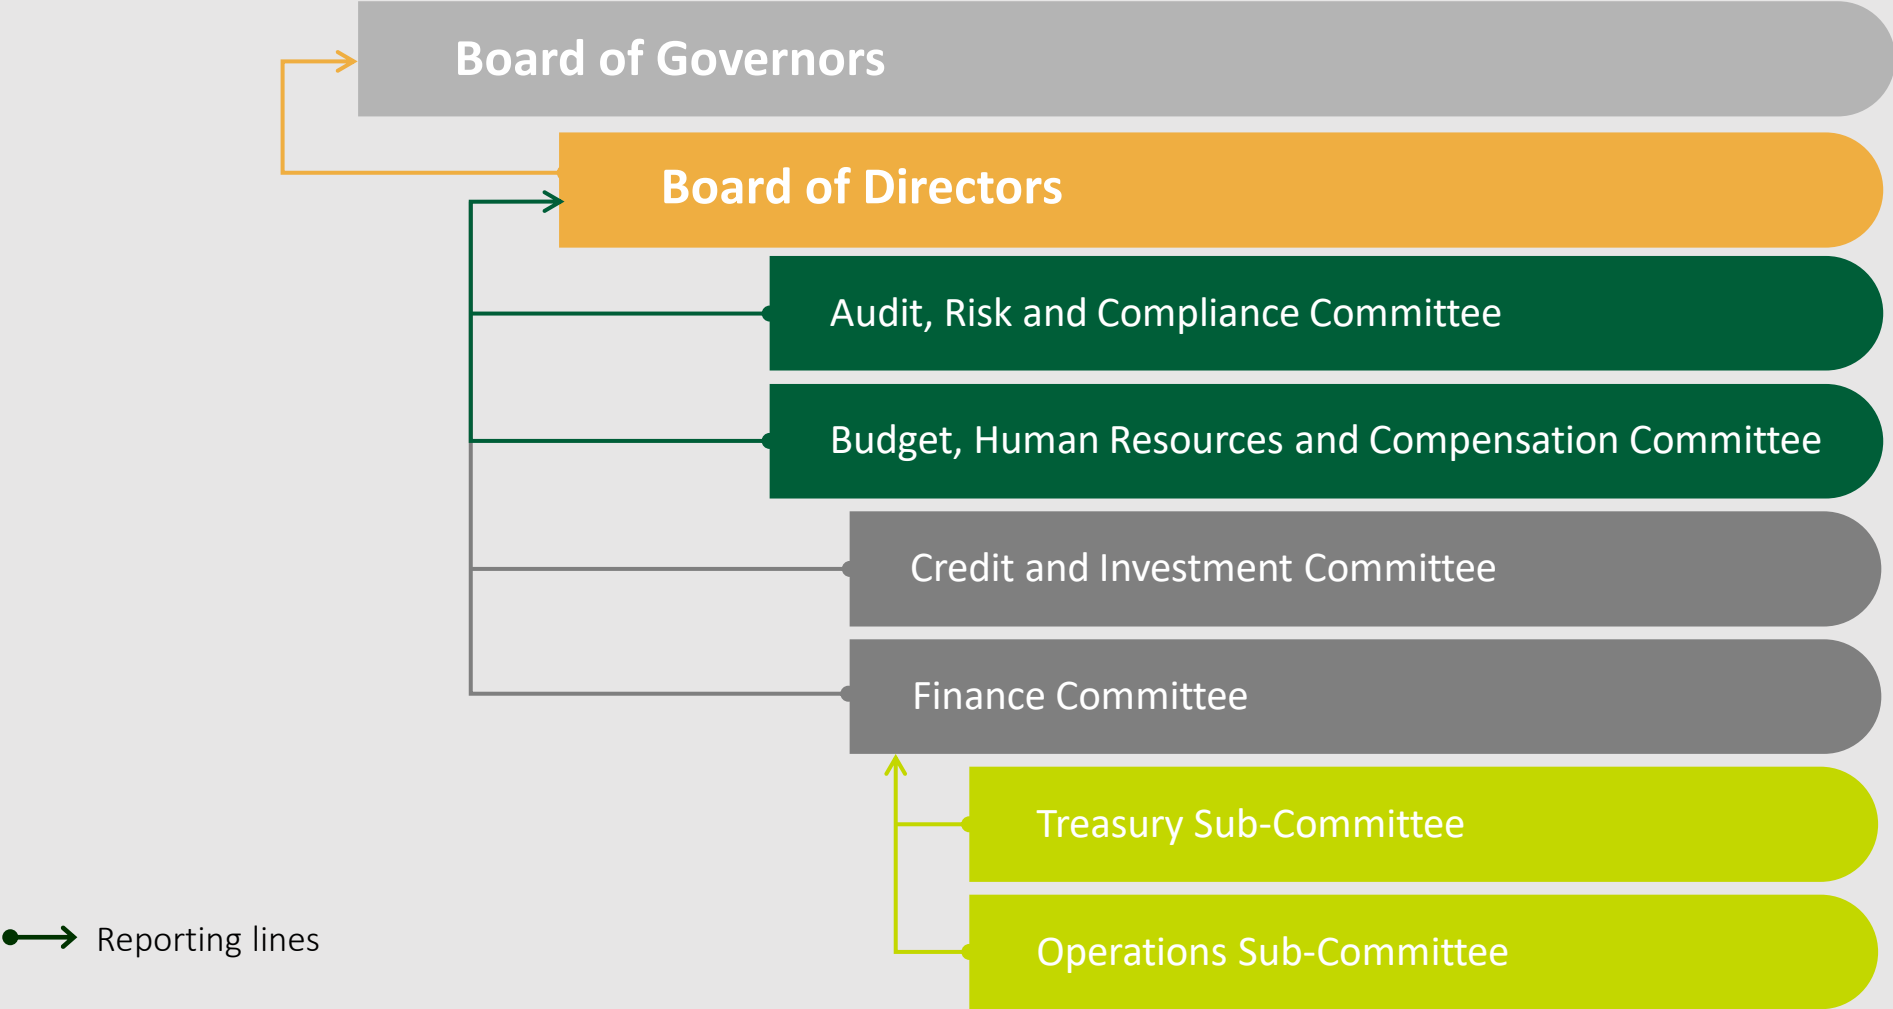 Board of Governors
Board of Directors
Audit, Risk and Compliance Committee
Budget, Human Resources and Compensation Committee
Credit and Investment Committee
Finance Committee
Treasury Sub-Committee
Operations Sub-Committee
Reporting lines